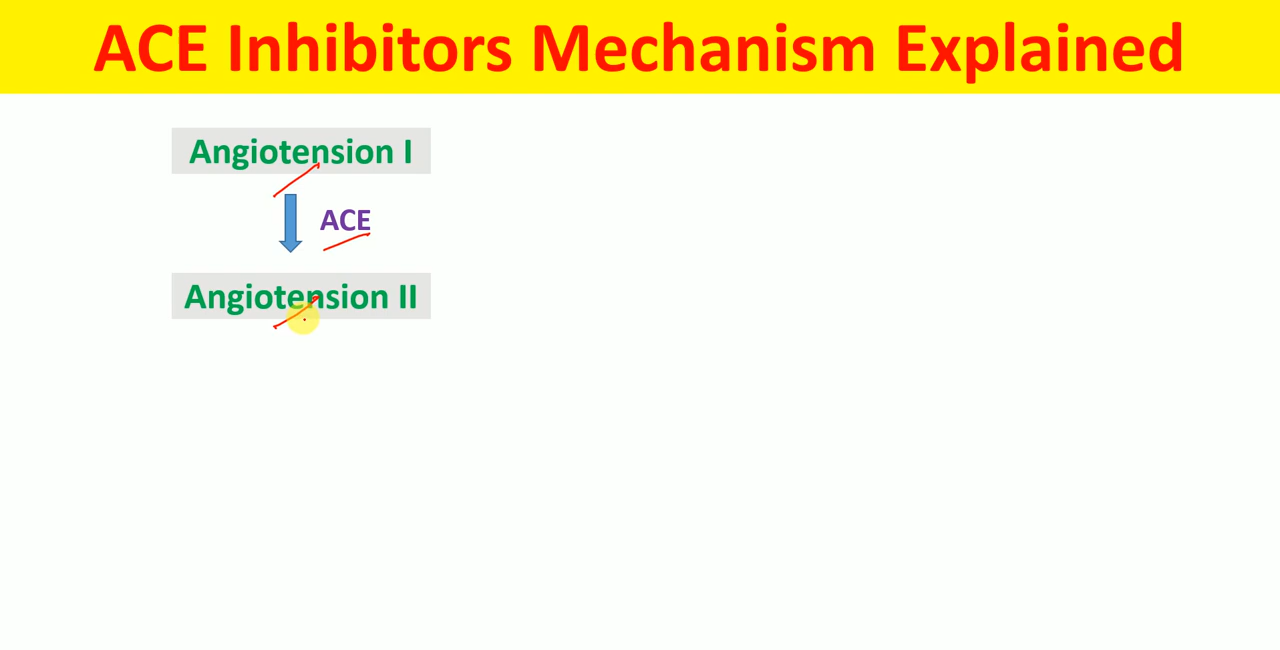 ACE Inhibitors Mechanism Explained
Angiotension I
ACE
Angiotension II